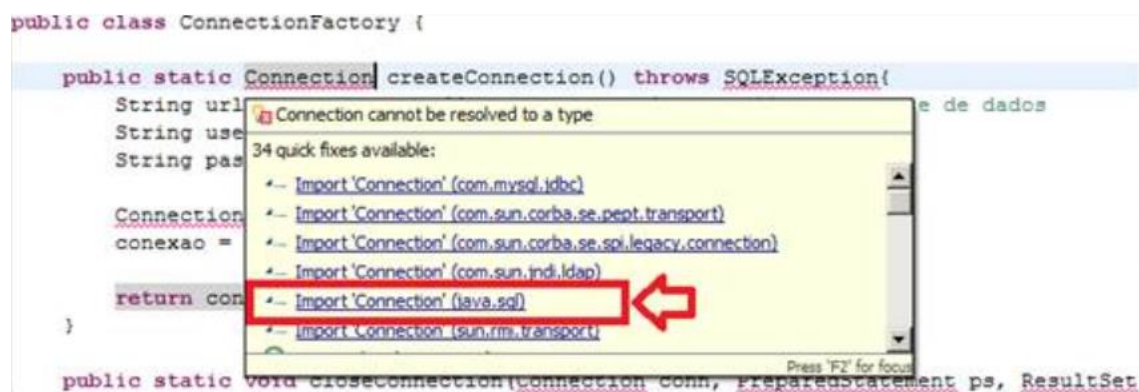 public class ConnectionFactory {
public static Connection createConnection() throws SQLException{
String url e de dados
Connection cannot be resolved to a type
String use
34 quick fixes available:
String pas
Import 'Connection' (com.mysql.jdbc)
Import 'Connection' (com.sun.corba.se.pept.transport)
Connection
Import 'Connection' (com.sun.corba.se.spi.legacy.connection)
conexao =
Import 'Connection' (com.sun.jndi.ldap)
return con
Import 'Connection' (java.sql)
}
Import 'Connection' (sun.rmi.transport)
Press 'F2' for focus
public static void closeConnection(Connection conn, PreparedStatement ps, ResultSet